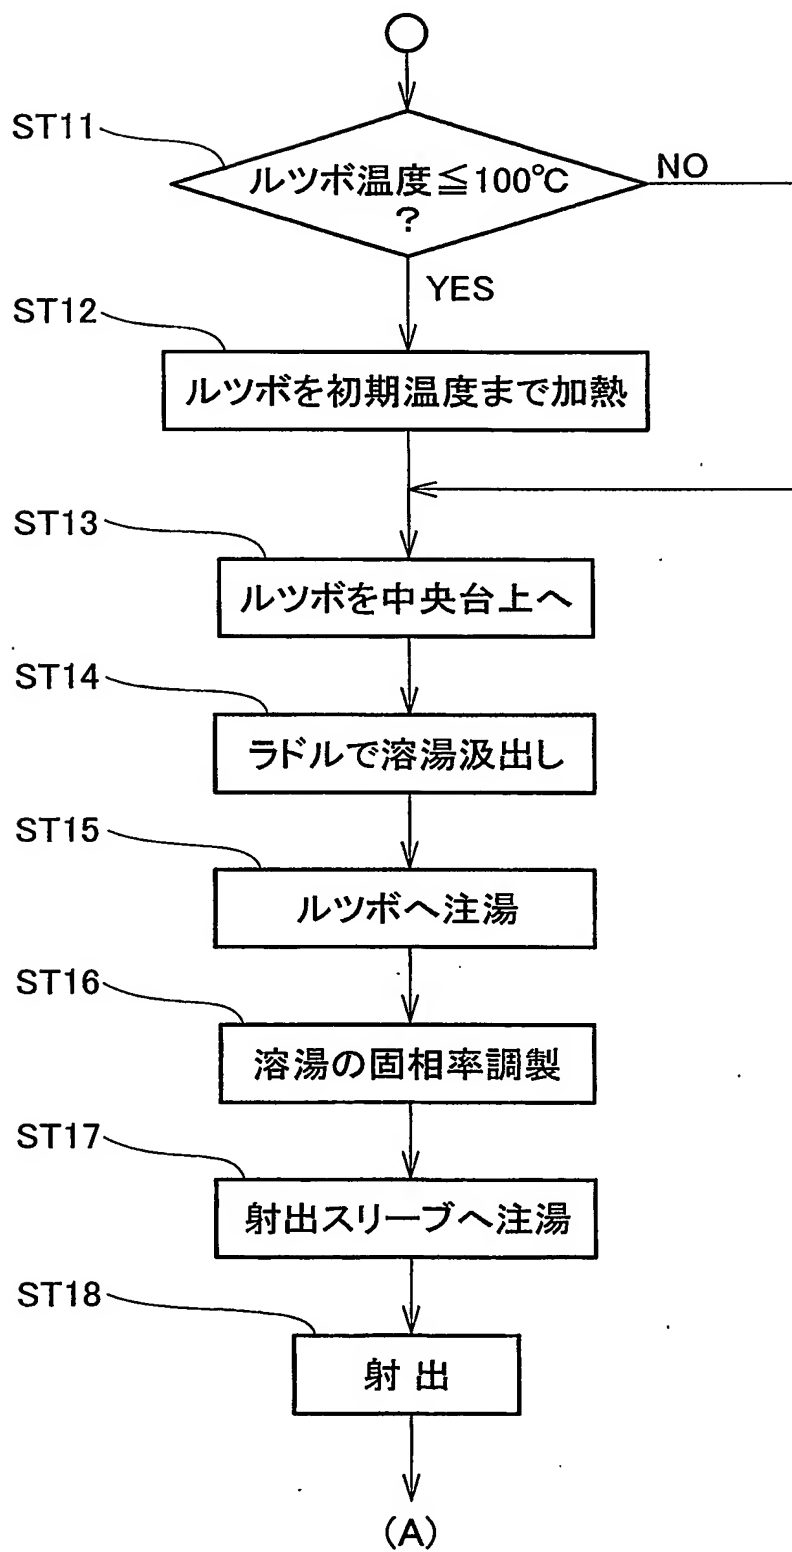 ST11
ルツボ温度≦100℃
?
NO
YES
ST12
ルツボを初期温度まで加熱
ST13
ルツボを中央台上へ
ST14
ラドルで溶湯汲出し
ST15
ルツボへ注湯
ST16
溶湯の固相率調製
ST17
射出スリーブへ注湯
ST18
射 出
(A)